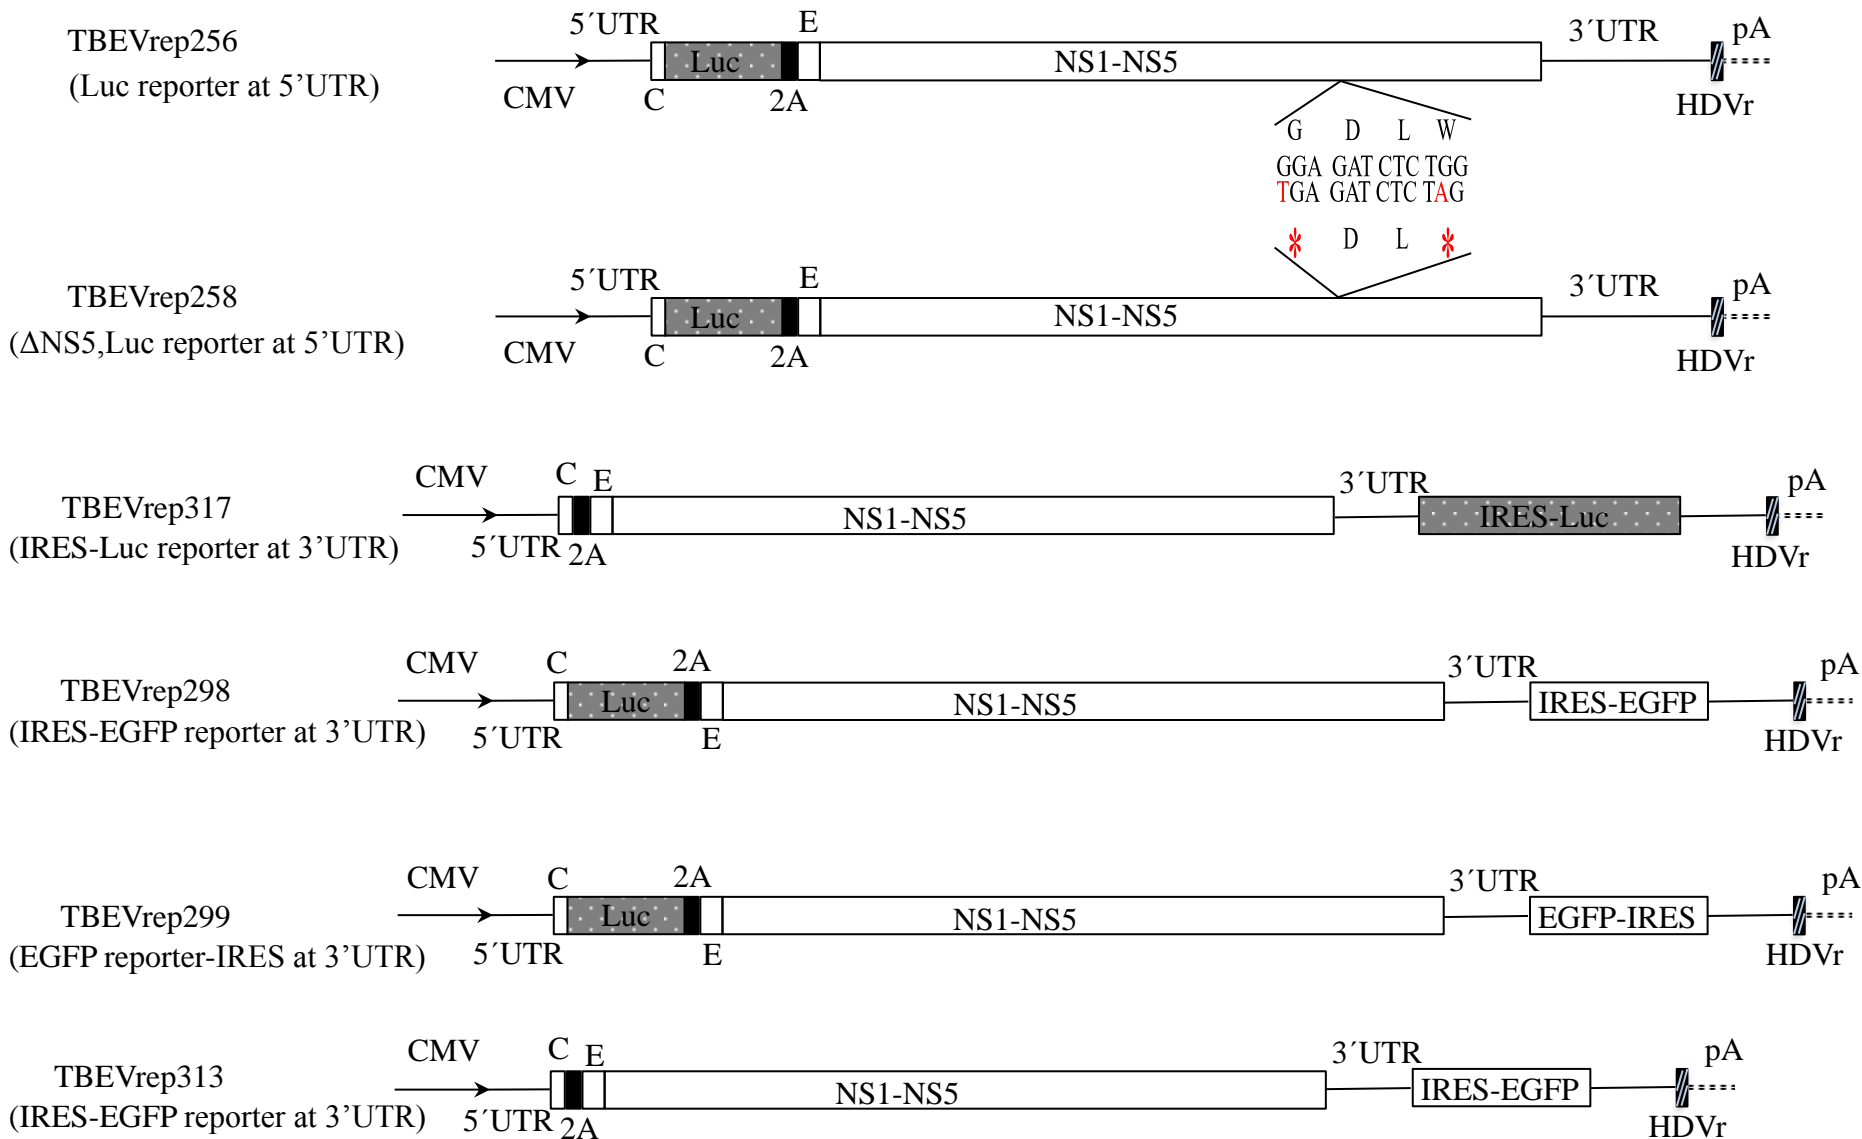 TBEVrep256
(Luc reporter at 5’UTR)
CMV
5´UTR
C
Luc
2A
E
NS1-NS5
3´UTR
pA
HDVr
G D L W
GGA GAT CTC TGG
TGA GAT CTC TAG
* D L *
TBEVrep258
(ΔNS5,Luc reporter at 5’UTR)
CMV
5´UTR
C
Luc
2A
E
NS1-NS5
3´UTR
pA
HDVr
TBEVrep317
(IRES-Luc reporter at 3’UTR)
CMV
5´UTR
C
2A
E
NS1-NS5
3´UTR
IRES-Luc
pA
HDVr
TBEVrep298
(IRES-EGFP reporter at 3’UTR)
CMV
5´UTR
C
Luc
2A
E
NS1-NS5
3´UTR
IRES-EGFP
pA
HDVr
TBEVrep299
(EGFP reporter-IRES at 3’UTR)
CMV
5´UTR
C
Luc
2A
E
NS1-NS5
3´UTR
EGFP-IRES
pA
HDVr
TBEVrep313
(IRES-EGFP reporter at 3’UTR)
CMV
5´UTR
C
2A
E
NS1-NS5
3´UTR
IRES-EGFP
pA
HDVr